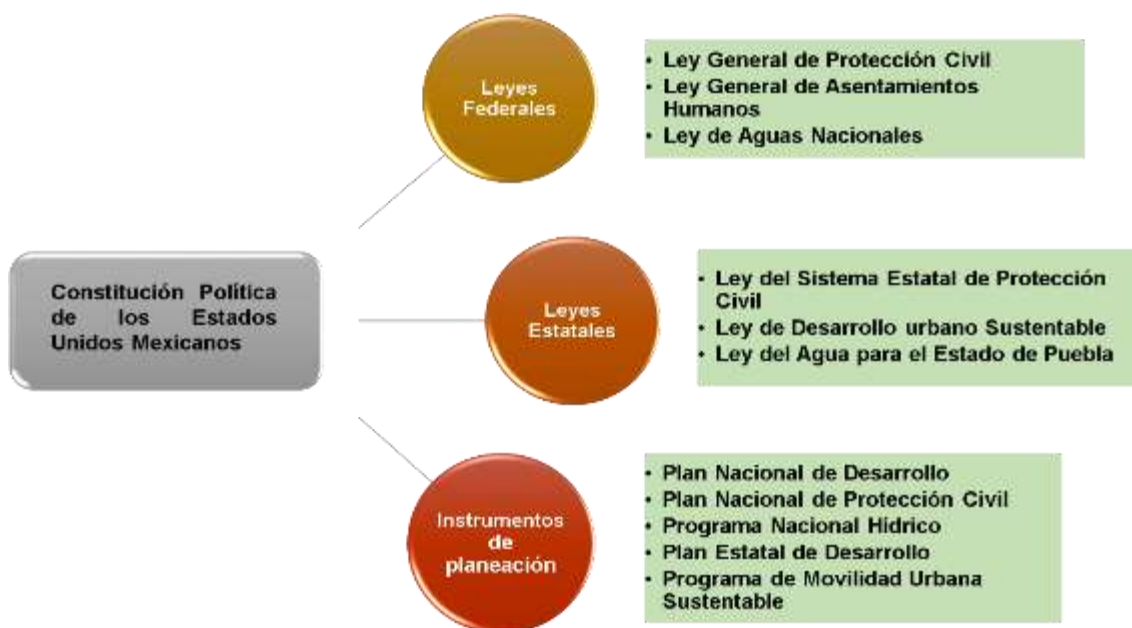 Constitución Política
de los Estados
Unidos Mexicanos
Leyes
Federales
• Ley General de Protección Civil
• Ley General de Asentamientos
Humanos
• Ley de Aguas Nacionales
Leyes
Estatales
• Ley del Sistema Estatal de Protección
Civil
• Ley de Desarrollo urbano Sustentable
• Ley del Agua para el Estado de Puebla
Instrumentos
de
planeación
• Plan Nacional de Desarrollo
• Plan Nacional de Protección Civil
• Programa Nacional Hídrico
• Plan Estatal de Desarrollo
• Programa de Movilidad Urbana
Sustentable